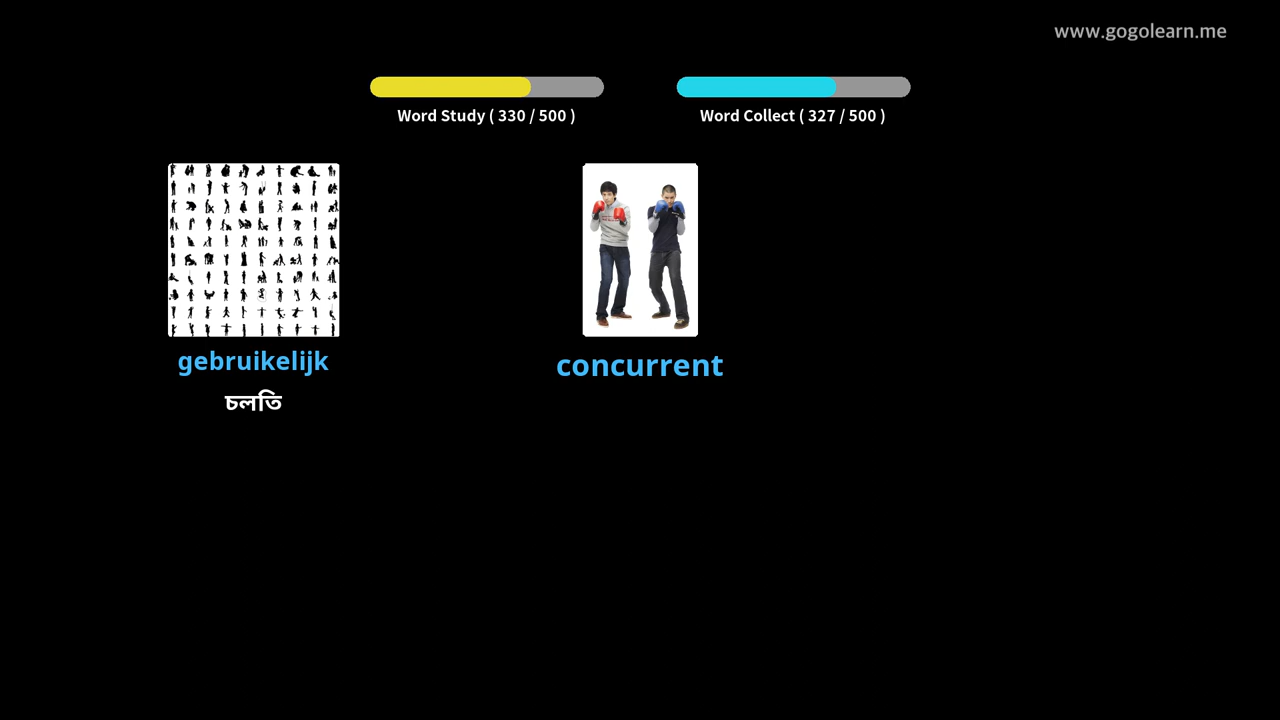 www.gogolearn.me
Word Study ( 330 / 500 )
Word Collect ( 327 / 500 )
gebruikelijk
চলতি
concurrent